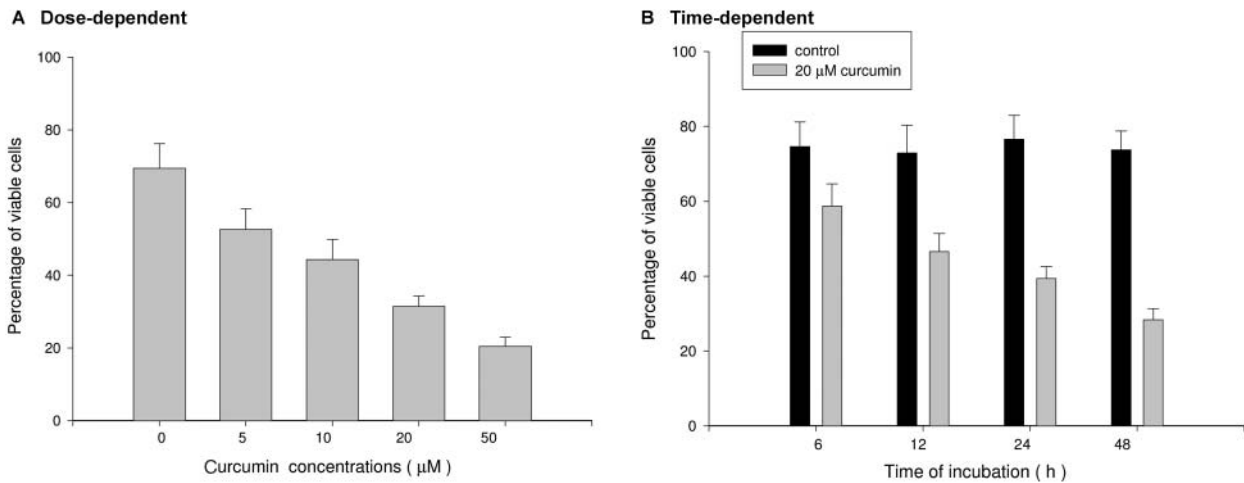 A Dose-dependent
100
80
60
40
20
0
Percentage of viable cells
0 5 10 20 50
Curcumin concentrations ( μM )
B Time-dependent
control
20 μM curcumin
100
80
60
40
20
0
Percentage of viable cells
6 12 24 48
Time of incubation ( h )